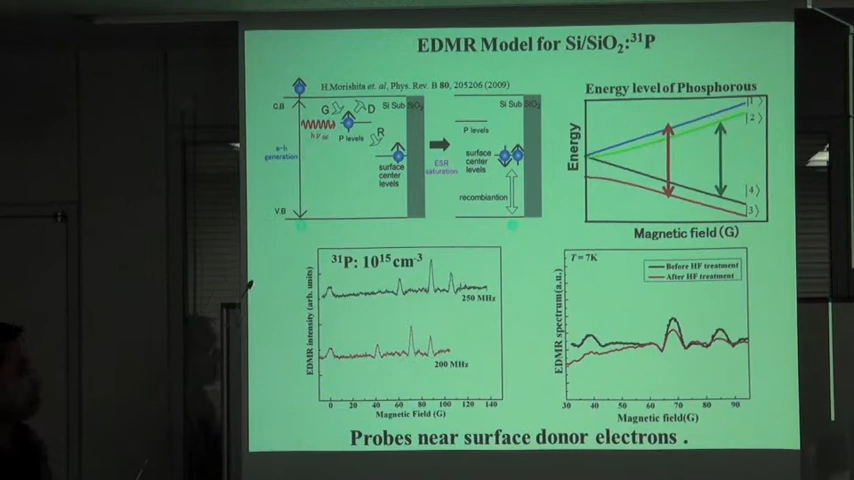 EDMR Model for Si/SiO2:31P
H.Morishita et. al, Phys. Rev. B 80, 205206 (2009)
C.B
G
D
Si Sub
SiO2
P levels
R
e-h
generation
surface
center
levels
V.B
ESR
saturation
Si Sub
SiO2
P levels
surface
center
levels
recombiantion
Energy level of Phosphorous
Energy
|1⟩
|2⟩
|4⟩
|3⟩
Magnetic field (G)
31P: 1015cm-3
250 MHz
200 MHz
EDMR intensity (arb. units)
0 20 40 60 80 100 120 140
Magnetic Field (G)
T = 7K
Before HF treatment
After HF treatment
EDMR spectrum(a.u.)
30 40 50 60 70 80 90
Magnetic field(G)
Probes near surface donor electrons .